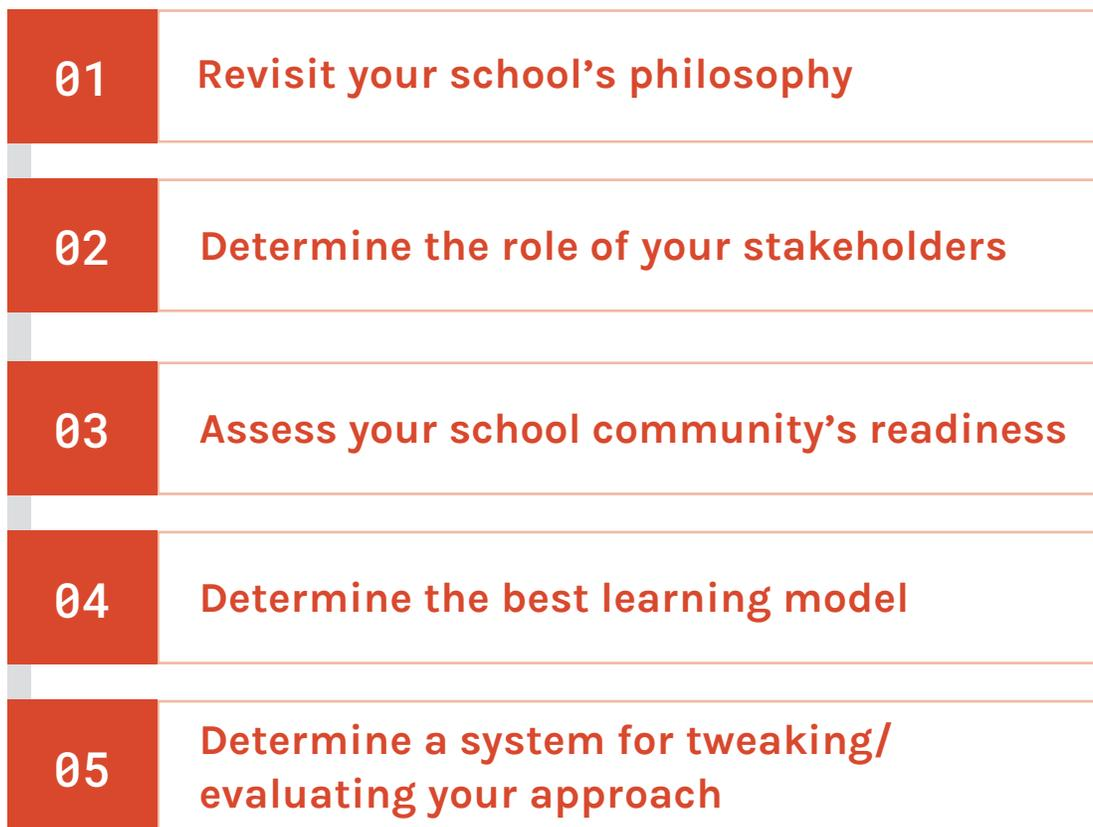 01
Revisit your school’s philosophy
02
Determine the role of your stakeholders
03
Assess your school community’s readiness
04
Determine the best learning model
05
Determine a system for tweaking/
evaluating your approach